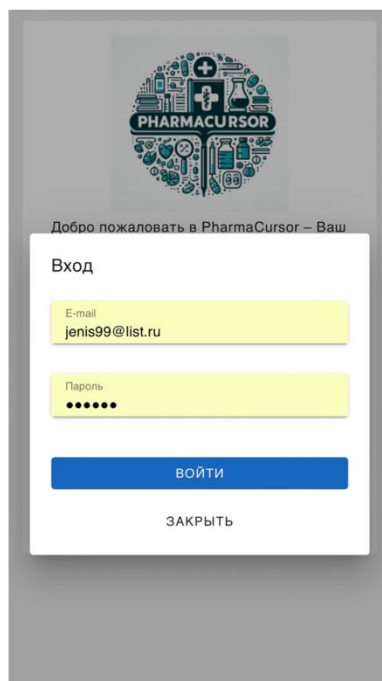 PHARMACURSOR
Добро пожаловать в PharmaCursor – Ваш
Вход
E-mail
jenis99@list.ru
Пароль
••••••
ВОЙТИ
ЗАКРЫТЬ